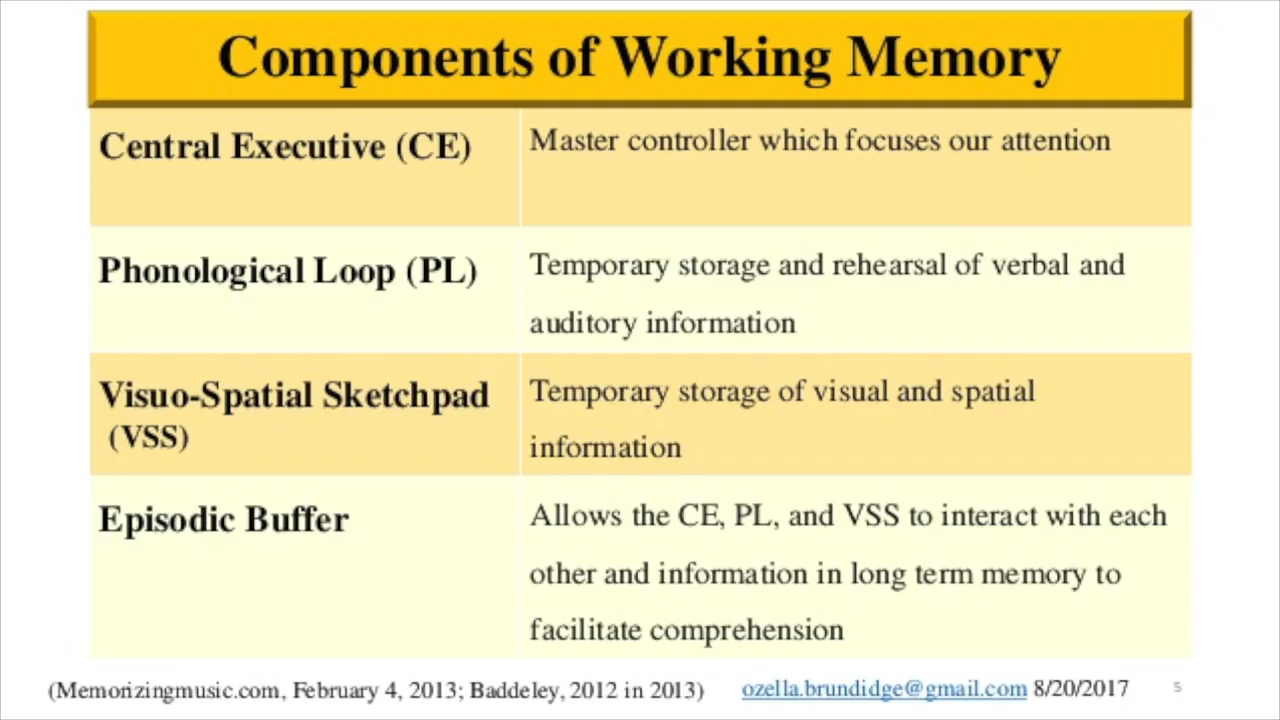 Components of Working Memory
Central Executive (CE)
Master controller which focuses our attention
Phonological Loop (PL)
Temporary storage and rehearsal of verbal and
auditory information
Visuo-Spatial Sketchpad
(VSS)
Temporary storage of visual and spatial
information
Episodic Buffer
Allows the CE, PL, and VSS to interact with each
other and information in long term memory to
facilitate comprehension
(Memorizingmusic.com, February 4, 2013; Baddeley, 2012 in 2013)
ozella.brundidge@gmail.com 8/20/2017
5